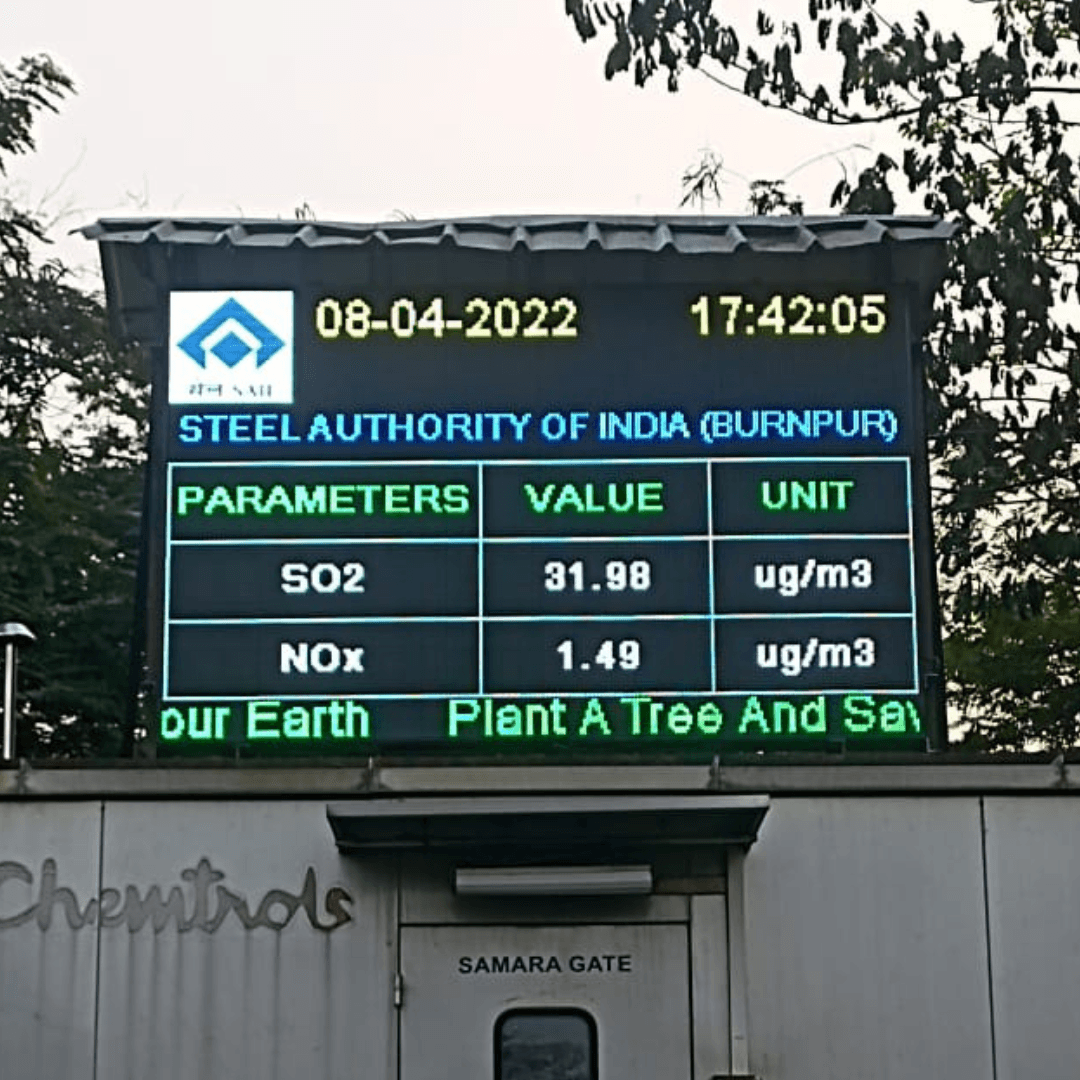 08-04-2022 17:42:05
सेल SAIL
STEEL AUTHORITY OF INDIA (BURNPUR)
PARAMETERS VALUE UNIT
SO2 31.98 ug/m3
NOx 1.49 ug/m3
our Earth Plant A Tree And Sav
Chemtrols
SAMARA GATE